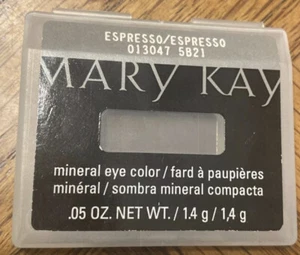 ESPRESSO/ESPRESSO
013047 5B21
MARY KAY
mineral eye color / fard à paupières
minéral / sombra mineral compacta
.05 OZ. NET WT. / 1.4 g / 1,4 g